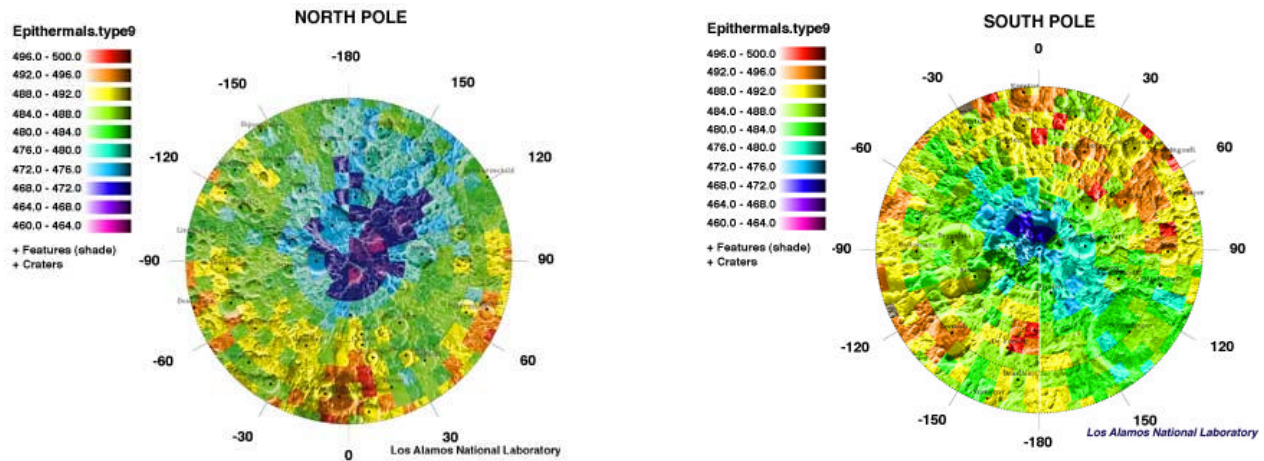 NORTH POLE
Epithermals.type9
496.0 - 500.0
492.0 - 496.0
488.0 - 492.0
484.0 - 488.0
480.0 - 484.0
476.0 - 480.0
472.0 - 476.0
468.0 - 472.0
464.0 - 468.0
460.0 - 464.0
+ Features (shade)
+ Craters
-180
-150
150
-120
120
-90
90
-60
60
-30
30
0
Los Alamos National Laboratory
SOUTH POLE
Epithermals.type9
496.0 - 500.0
492.0 - 496.0
488.0 - 492.0
484.0 - 488.0
480.0 - 484.0
476.0 - 480.0
472.0 - 476.0
468.0 - 472.0
464.0 - 468.0
460.0 - 464.0
+ Features (shade)
+ Craters
0
-30
30
-60
60
-90
90
-120
120
-150
150
-180
Los Alamos National Laboratory